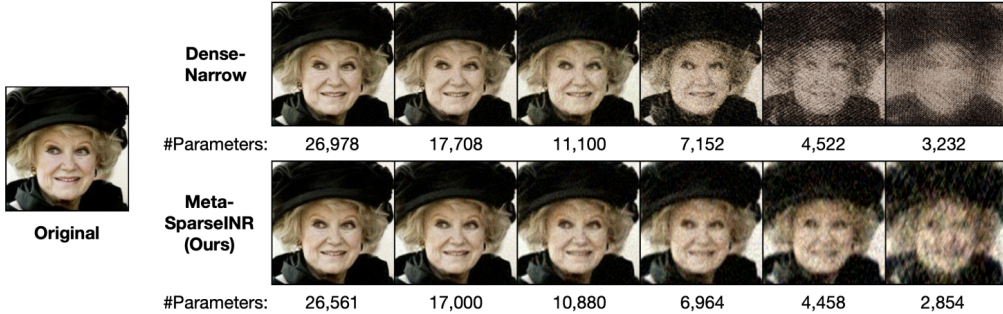 Dense-
Narrow
#Parameters: 26,978 17,708 11,100 7,152 4,522 3,232
Original
Meta-
SparseINR
(Ours)
#Parameters: 26,561 17,000 10,880 6,964 4,458 2,854